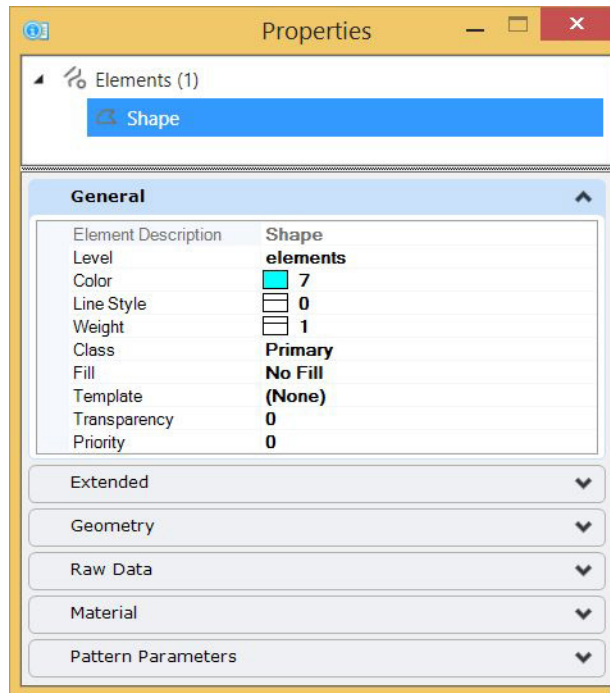 Properties
Elements (1)
Shape
General
Element Description Shape
Level elements
Color 7
Line Style 0
Weight 1
Class Primary
Fill No Fill
Template (None)
Transparency 0
Priority 0
Extended
Geometry
Raw Data
Material
Pattern Parameters